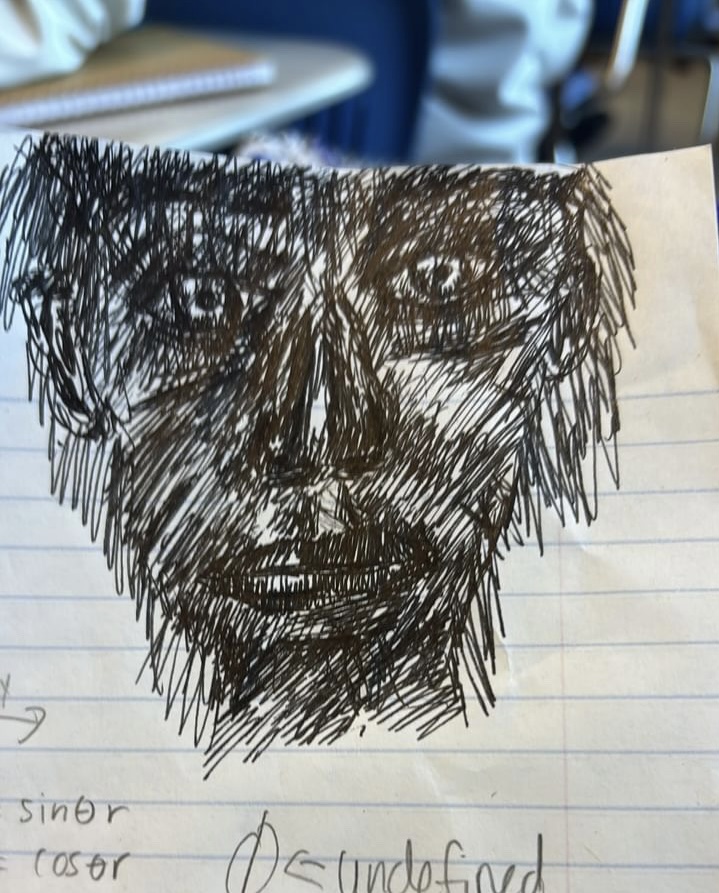 x
→
= sinθr
= cosθr
∅ ← undefined